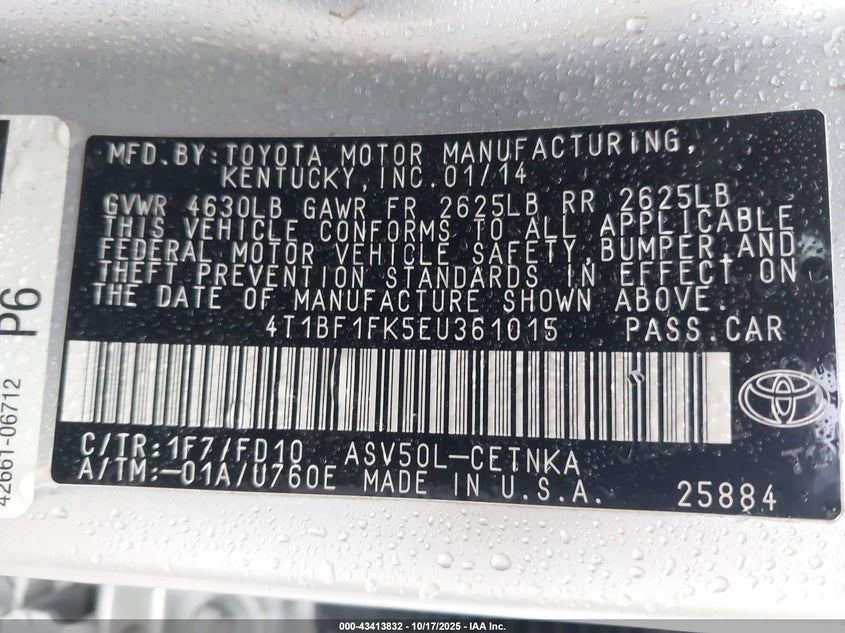 MFD.BY:TOYOTA MOTOR MANUFACTURING,
KENTUCKY,INC.01/14
GVWR 4630LB GAWR FR 2625LB RR 2625LB
THIS VEHICLE CONFORMS TO ALL APPLICABLE
FEDERAL MOTOR VEHICLE SAFETY,BUMPER,AND
THEFT PREVENTION STANDARDS IN EFFECT ON
THE DATE OF MANUFACTURE SHOWN ABOVE.
4T1BF1FK5EU361015 PASS.CAR
C/TR:1F7/FD10 ASV50L-CETNKA
A/TM:-01A/U760E MADE IN U.S.A. 25884
P6
42661-06712
000-43413832 - 10/17/2025 - IAA Inc.